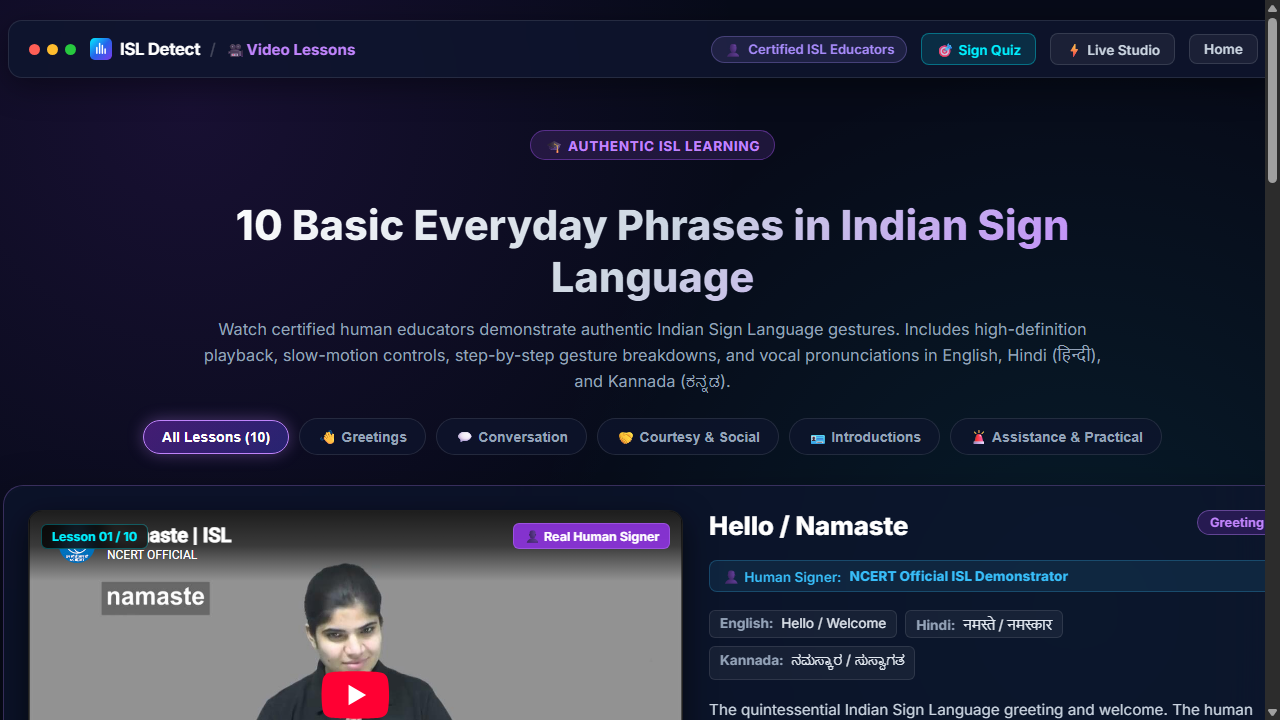 ISL Detect / Video Lessons
Certified ISL Educators
Sign Quiz
Live Studio
Home
AUTHENTIC ISL LEARNING
10 Basic Everyday Phrases in Indian Sign
Language
Watch certified human educators demonstrate authentic Indian Sign Language gestures. Includes high-definition
playback, slow-motion controls, step-by-step gesture breakdowns, and vocal pronunciations in English, Hindi (हिन्दी),
and Kannada (ಕನ್ನಡ).
All Lessons (10)
Greetings
Conversation
Courtesy & Social
Introductions
Assistance & Practical
Lesson 01 / 10
aste | ISL
NCERT OFFICIAL
Real Human Signer
namaste
Hello / Namaste
Greeting
Human Signer: NCERT Official ISL Demonstrator
English: Hello / Welcome
Hindi: नमस्ते / नमस्कार
Kannada: ನಮಸ್ಕಾರ / ಸುಸ್ವಾಗತ
The quintessential Indian Sign Language greeting and welcome. The human